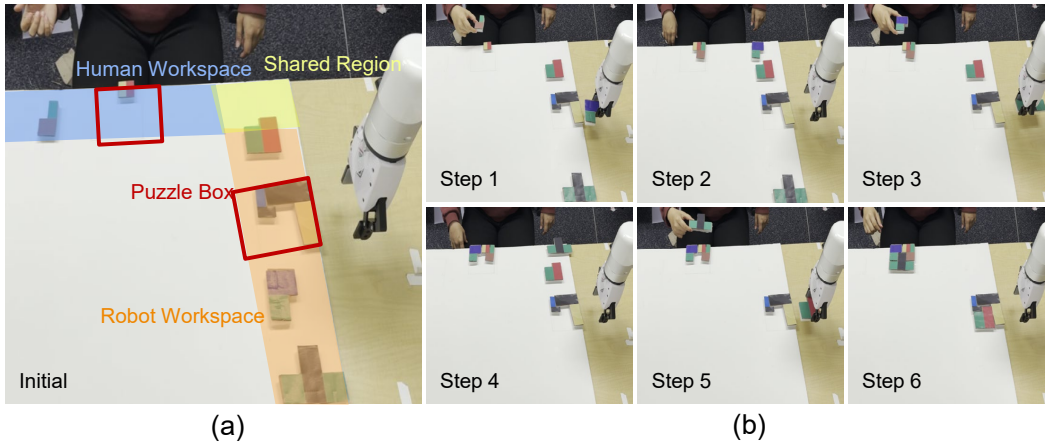 Human Workspace
Shared Region
Puzzle Box
Robot Workspace
Initial
(a)
Step 1
Step 2
Step 3
Step 4
Step 5
Step 6
(b)